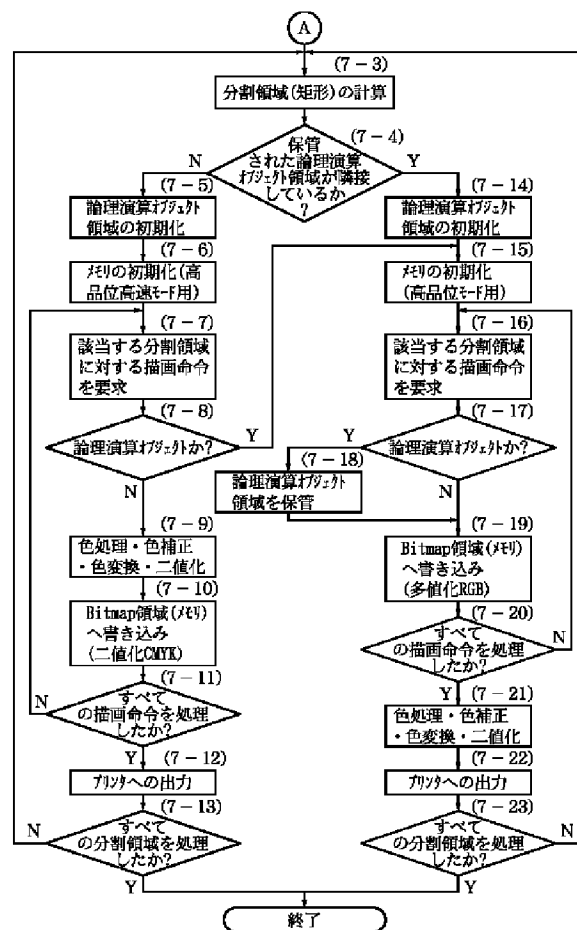 A
(7-3)
分割領域(矩形)の計算
(7-4)
保管
された論理演算
オブジェクト領域が隣接
しているか
?
N
Y
(7-5)
論理演算オブジェクト
領域の初期化
(7-6)
メモリの初期化(高
品位高速モード用)
(7-7)
該当する分割領域
に対する描画命令
を要求
(7-8)
論理演算オブジェクトか?
Y
N
(7-9)
色処理・色補正
・色変換・二値化
(7-10)
Bitmap領域(メモリ)
へ書き込み
(二値化CMYK)
(7-11)
すべて
の描画命令を処理
したか?
N
Y
(7-12)
プリンタへの出力
(7-13)
すべて
の分割領域を処理
したか?
N
Y
(7-14)
論理演算オブジェクト
領域の初期化
(7-15)
メモリの初期化
(高品位モード用)
(7-16)
該当する分割領域
に対する描画命令
を要求
(7-17)
論理演算オブジェクトか?
Y
N
(7-18)
論理演算オブジェクト
領域を保管
(7-19)
Bitmap領域(メモリ)
へ書き込み
(多値化RGB)
(7-20)
すべて
の描画命令を処理
したか?
N
Y
(7-21)
色処理・色補正
・色変換・二値化
(7-22)
プリンタへの出力
(7-23)
すべて
の分割領域を処理
したか?
N
Y
終了